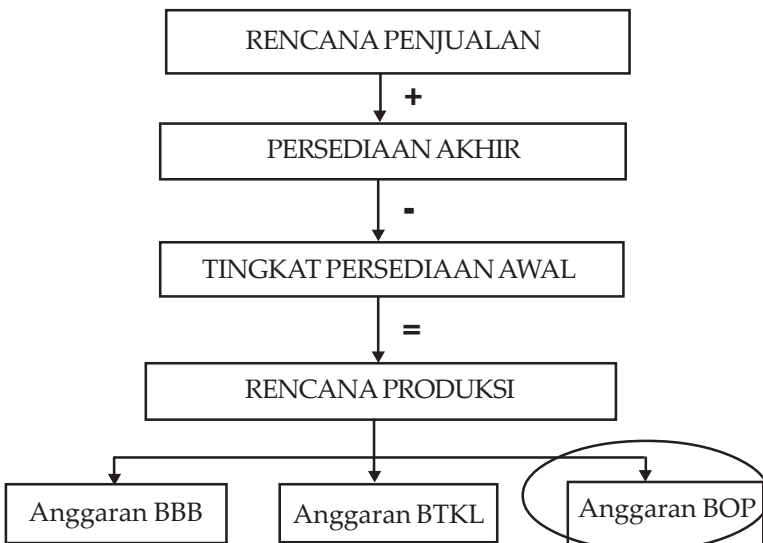 RENCANA PENJUALAN
+
PERSEDIAAN AKHIR
-
TINGKAT PERSEDIAAN AWAL
=
RENCANA PRODUKSI
Anggaran BBB
Anggaran BTKL
Anggaran BOP